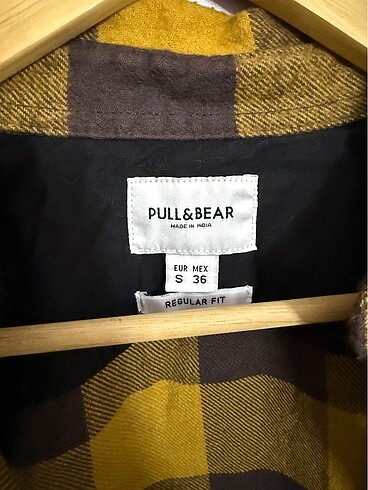 PULL&BEAR
MADE IN INDIA
EUR MEX
S 36
REGULAR FIT